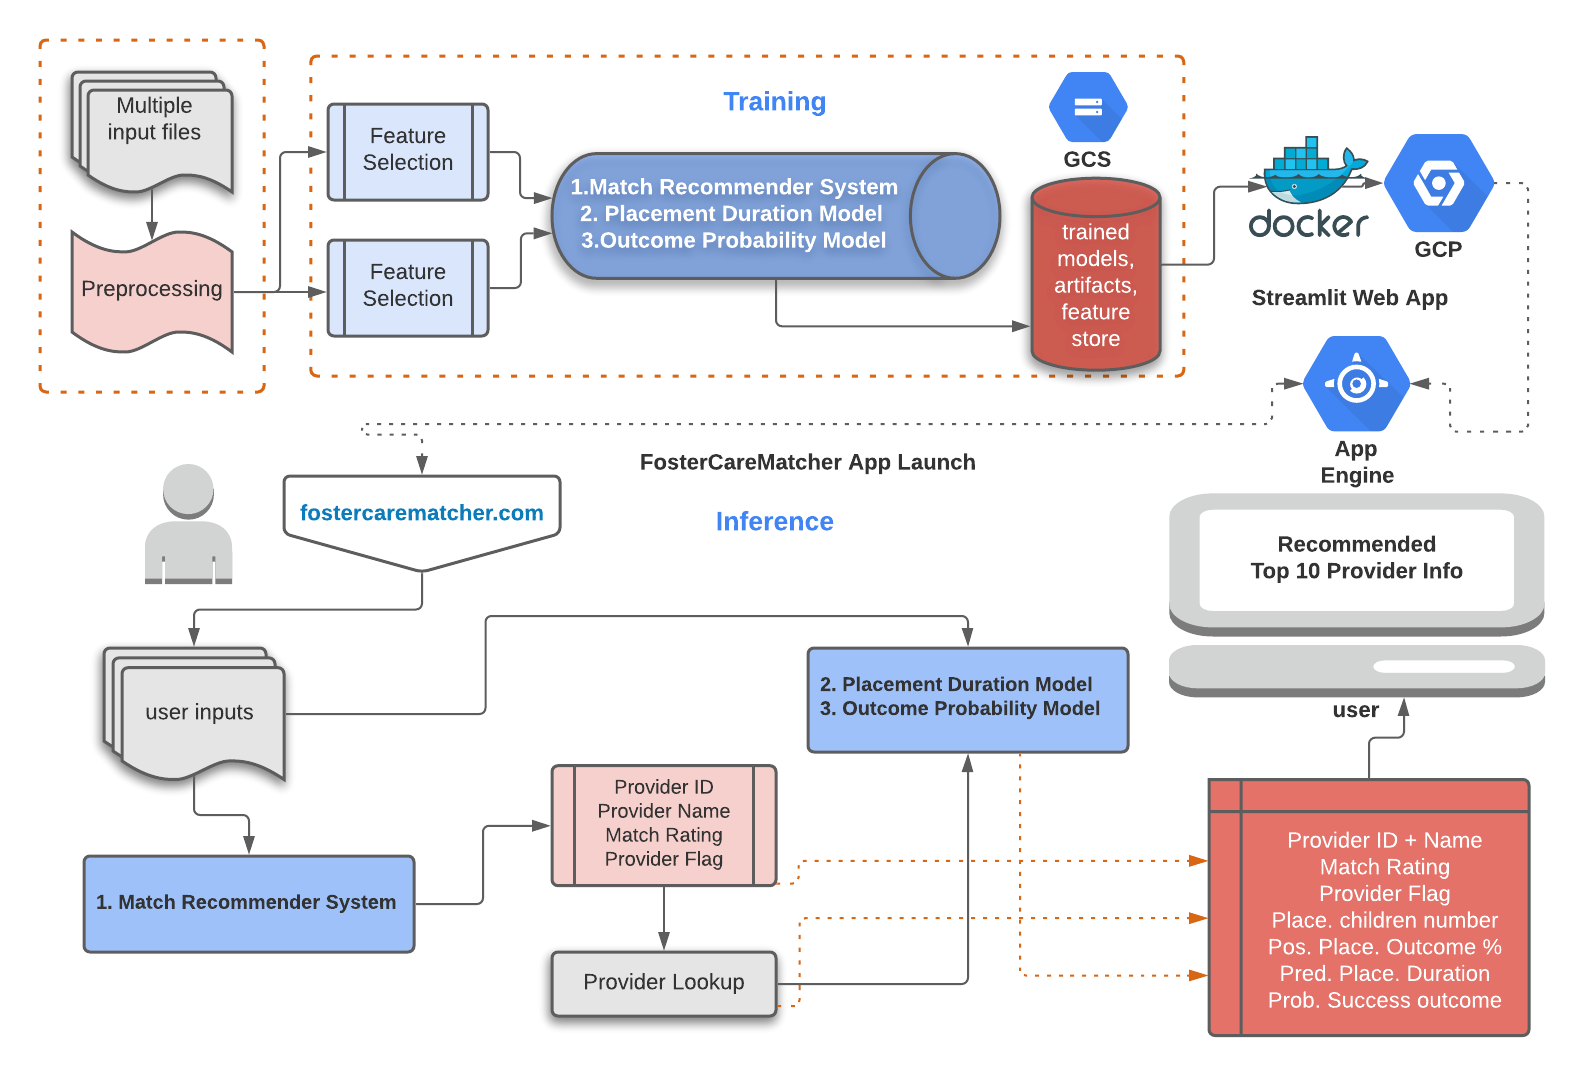 Multiple
input files
Preprocessing
Feature
Selection
Feature
Selection
Training
1.Match Recommender System
2. Placement Duration Model
3.Outcome Probability Model
GCS
trained
models,
artifacts,
feature
store
docker
GCP
Streamlit Web App
App
Engine
FosterCareMatcher App Launch
fostercarematcher.com
Inference
Recommended
Top 10 Provider Info
user
user inputs
2. Placement Duration Model
3. Outcome Probability Model
Provider ID
Provider Name
Match Rating
Provider Flag
1. Match Recommender System
Provider Lookup
Provider ID + Name
Match Rating
Provider Flag
Place. children number
Pos. Place. Outcome %
Pred. Place. Duration
Prob. Success outcome